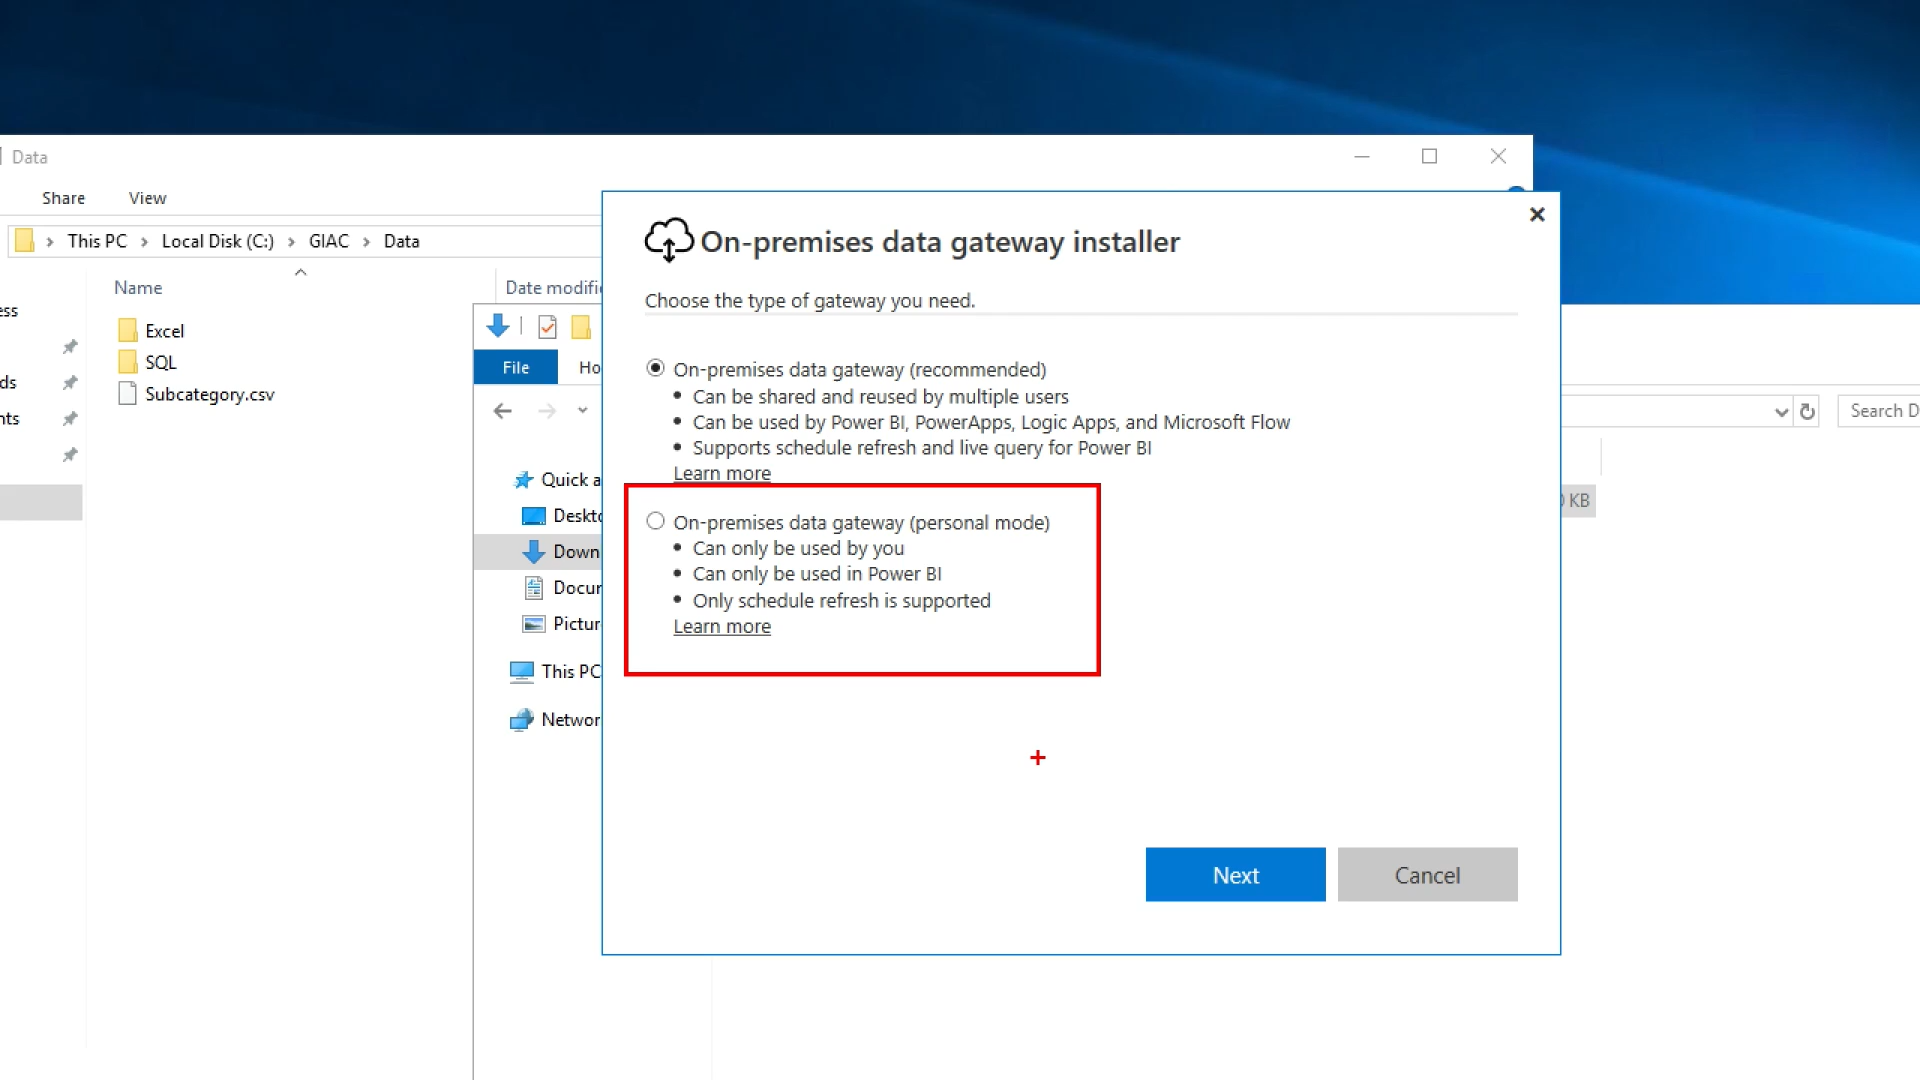 Data
Share View
This PC Local Disk (C:) GIAC Data
Name
Excel
SQL
Subcategory.csv
File
Desktc
Down
Docur
Pictur
This PC
Networ
On-premises data gateway installer
Choose the type of gateway you need.
On-premises data gateway (recommended)
• Can be shared and reused by multiple users
• Can be used by Power BI, PowerApps, Logic Apps, and Microsoft Flow
• Supports schedule refresh and live query for Power BI
Learn more
On-premises data gateway (personal mode)
• Can only be used by you
• Can only be used in Power BI
• Only schedule refresh is supported
Learn more
Next Cancel
Search D
KB